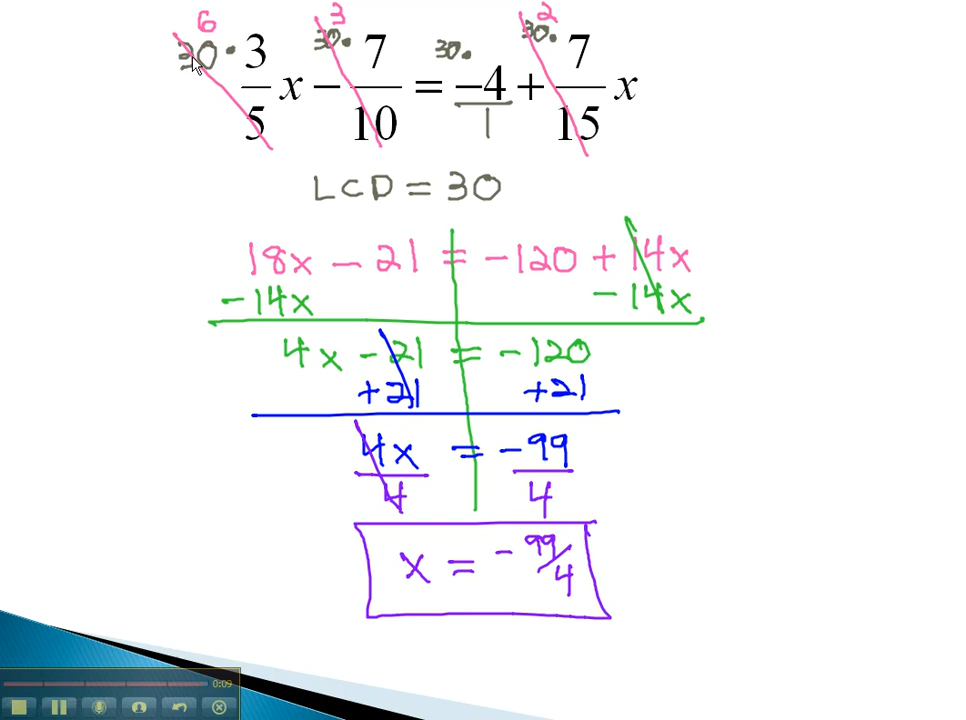 6 3 2
30 · 3/5 x − 30 · 7/10 = 30 · −4/1 + 30 · 7/15 x
LCD = 30
18x − 21 = −120 + 14x
−14x −14x
4x − 21 = −120
+21 +21
4x/4 = −99/4
x = −99/4
0:09